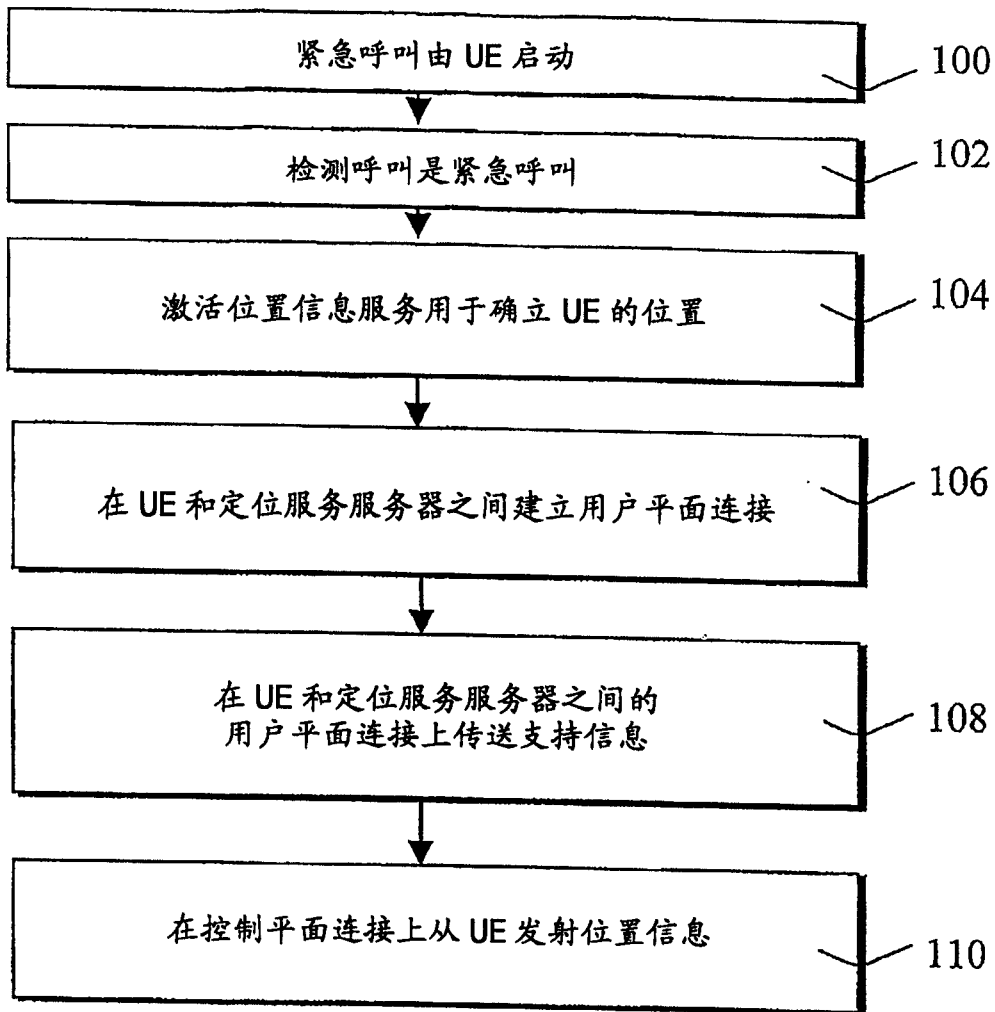 紧急呼叫由 UE 启动
100
检测呼叫是紧急呼叫
102
激活位置信息服务用于确立 UE 的位置
104
在 UE 和定位服务服务器之间建立用户平面连接
106
在 UE 和定位服务服务器之间的
用户平面连接上传送支持信息
108
在控制平面连接上从 UE 发射位置信息
110